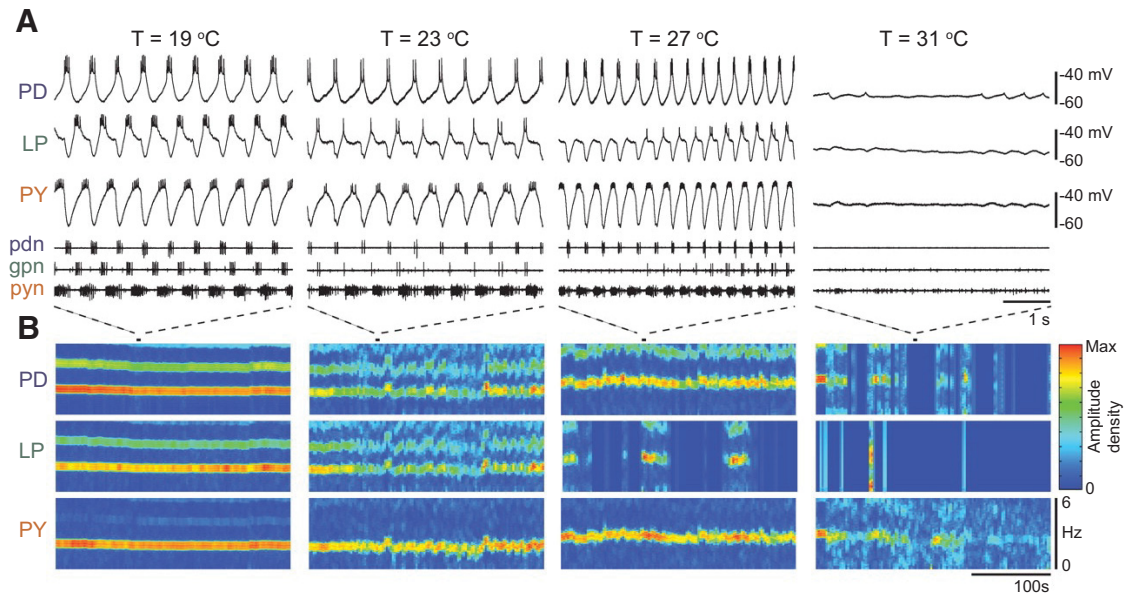 A
T = 19 °C
T = 23 °C
T = 27 °C
T = 31 °C
PD
-40 mV
-60
LP
-40 mV
-60
PY
-40 mV
-60
pdn
gpn
pyn
1 s
B
PD
Max
LP
Amplitude
density
0
PY
6
Hz
0
100s